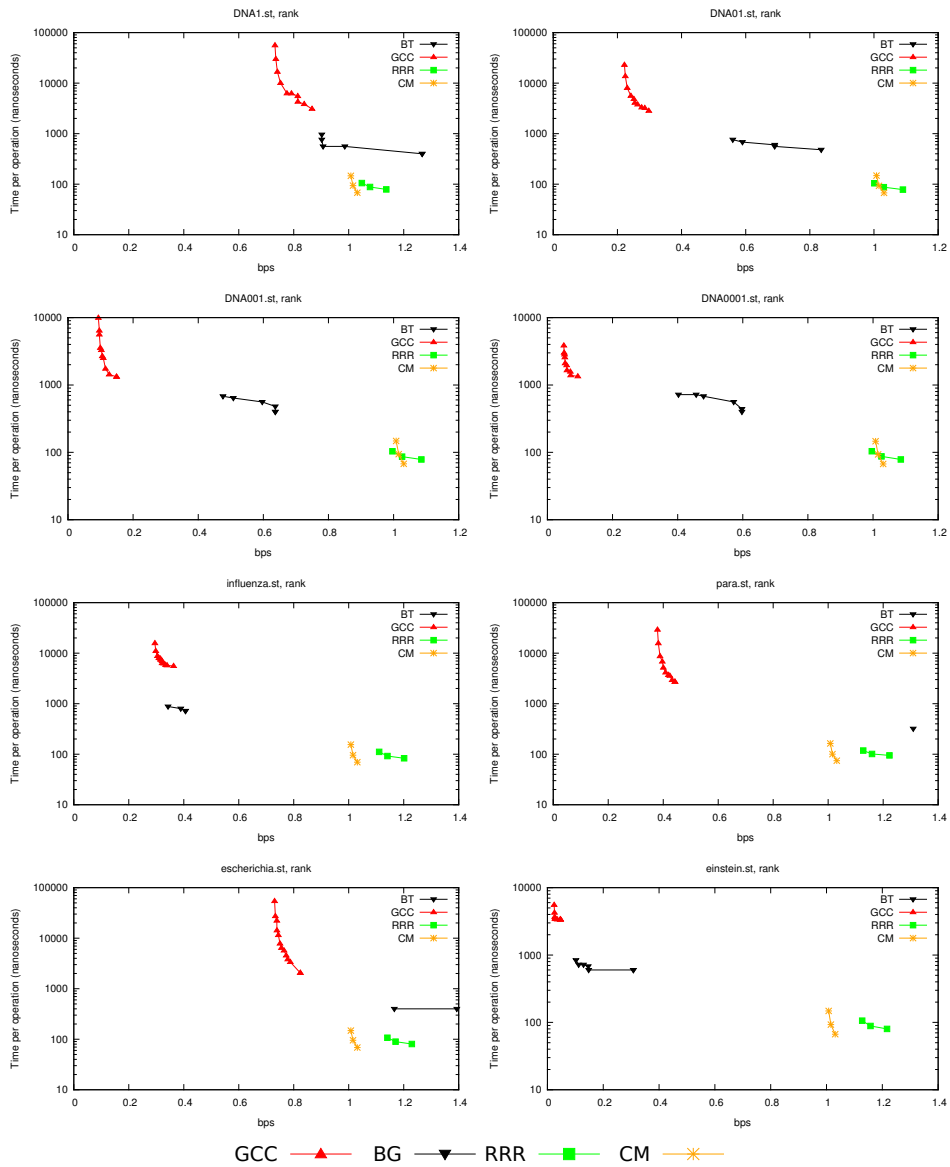 DNA1.st, rank
100000
10000
1000
100
10
Time per operation (nanoseconds)
BT
GCC
RRR
CM
0 0.2 0.4 0.6 0.8 1 1.2 1.4
bps
DNA01.st, rank
100000
10000
1000
100
10
Time per operation (nanoseconds)
BT
GCC
RRR
CM
0 0.2 0.4 0.6 0.8 1 1.2
bps
DNA001.st, rank
10000
1000
100
10
Time per operation (nanoseconds)
BT
GCC
RRR
CM
0 0.2 0.4 0.6 0.8 1 1.2
bps
DNA0001.st, rank
10000
1000
100
10
Time per operation (nanoseconds)
BT
GCC
RRR
CM
0 0.2 0.4 0.6 0.8 1 1.2
bps
influenza.st, rank
100000
10000
1000
100
10
Time per operation (nanoseconds)
BT
GCC
RRR
CM
0 0.2 0.4 0.6 0.8 1 1.2 1.4
bps
para.st, rank
100000
10000
1000
100
10
Time per operation (nanoseconds)
BT
GCC
RRR
CM
0 0.2 0.4 0.6 0.8 1 1.2 1.4
bps
escherichia.st, rank
100000
10000
1000
100
10
Time per operation (nanoseconds)
BT
GCC
RRR
CM
0 0.2 0.4 0.6 0.8 1 1.2 1.4
bps
einstein.st, rank
10000
1000
100
10
Time per operation (nanoseconds)
BT
GCC
RRR
CM
0 0.2 0.4 0.6 0.8 1 1.2 1.4
bps
GCC BG RRR CM